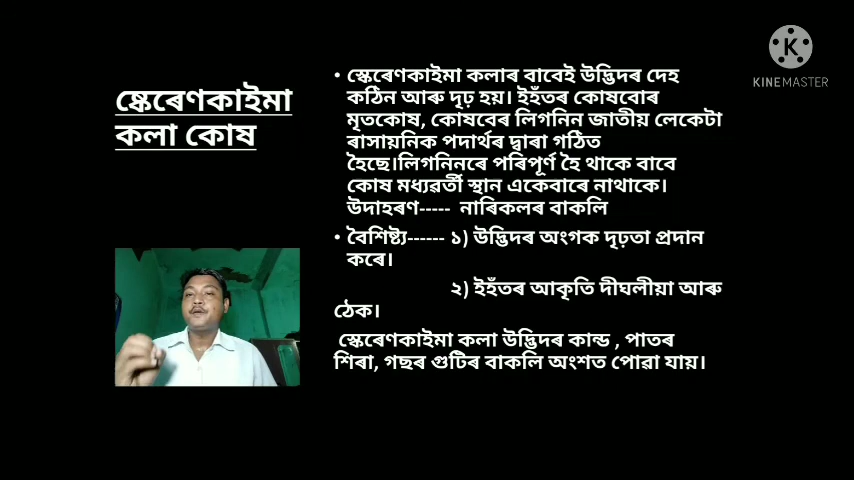 স্কেৰেণকাইমা
কলা কোষ
• স্কেৰেণকাইমা কলাৰ বাবেই উদ্ভিদৰ দেহ
কঠিন আৰু দৃঢ় হয়। ইহঁতৰ কোষবোৰ
মৃতকোষ, কোষবেৰ লিগনিন জাতীয় লেকেটা
ৰাসায়নিক পদাৰ্থৰ দ্বাৰা গঠিত
হৈছে।লিগনিনৰে পৰিপূৰ্ণ হৈ থাকে বাবে
কোষ মধ্যৱৰ্তী স্থান একেবাৰে নাথাকে।
উদাহৰণ----- নাৰিকলৰ বাকলি
• বৈশিষ্ট্য------ ১) উদ্ভিদৰ অংগক দৃঢ়তা প্ৰদান
কৰে।
২) ইহঁতৰ আকৃতি দীঘলীয়া আৰু
ঠেক।
স্কেৰেণকাইমা কলা উদ্ভিদৰ কান্ড , পাতৰ
শিৰা, গছৰ গুটিৰ বাকলি অংশত পোৱা যায়।
K
KINEMASTER